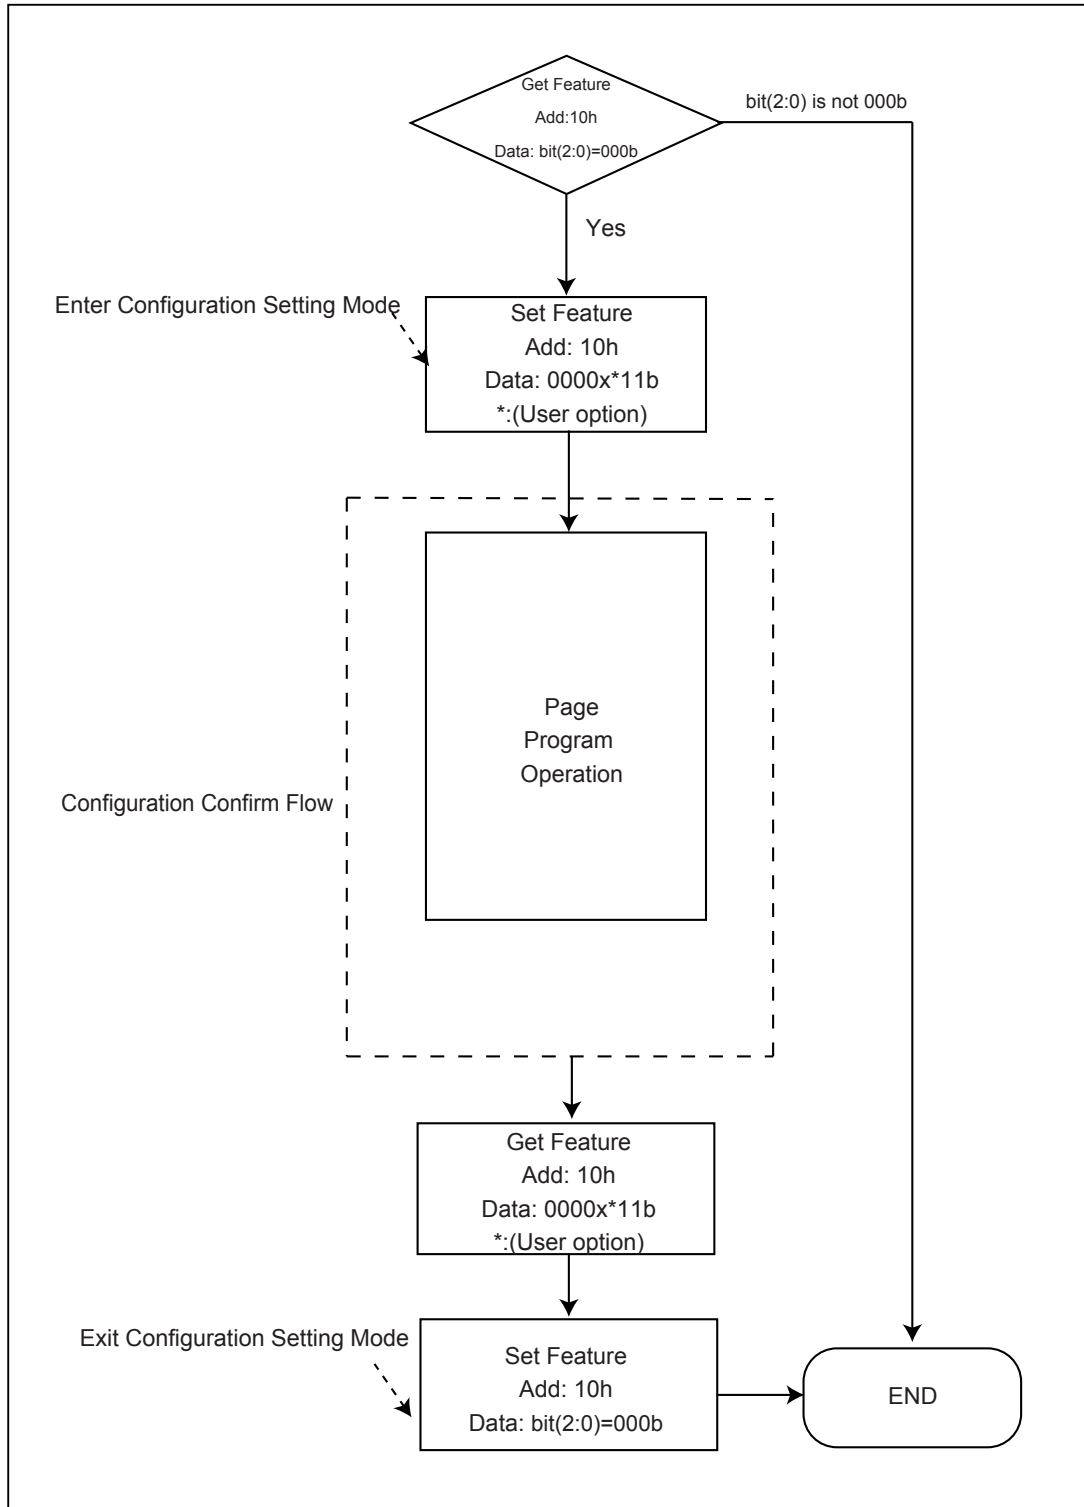 Get Feature
Add:10h
Data: bit(2:0)=000b
bit(2:0) is not 000b
Yes
Enter Configuration Setting Mode
Set Feature
Add: 10h
Data: 0000x*11b
*:(User option)
Page
Program
Operation
Configuration Confirm Flow
Get Feature
Add: 10h
Data: 0000x*11b
*:(User option)
Exit Configuration Setting Mode
Set Feature
Add: 10h
Data: bit(2:0)=000b
END